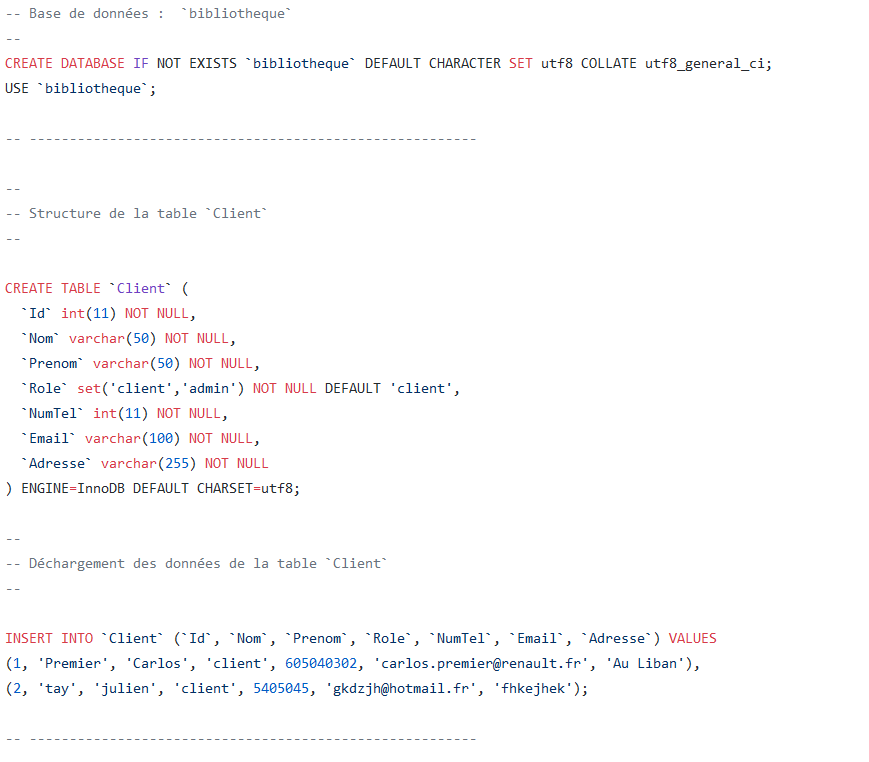 -- Base de données :  `bibliotheque`
--
CREATE DATABASE IF NOT EXISTS `bibliotheque` DEFAULT CHARACTER SET utf8 COLLATE utf8_general_ci;
USE `bibliotheque`;
-- --------------------------------------------------------
--
-- Structure de la table `Client`
--
CREATE TABLE `Client` (
  `Id` int(11) NOT NULL,
  `Nom` varchar(50) NOT NULL,
  `Prenom` varchar(50) NOT NULL,
  `Role` set('client','admin') NOT NULL DEFAULT 'client',
  `NumTel` int(11) NOT NULL,
  `Email` varchar(100) NOT NULL,
  `Adresse` varchar(255) NOT NULL
) ENGINE=InnoDB DEFAULT CHARSET=utf8;
--
-- Déchargement des données de la table `Client`
--
INSERT INTO `Client` (`Id`, `Nom`, `Prenom`, `Role`, `NumTel`, `Email`, `Adresse`) VALUES
(1, 'Premier', 'Carlos', 'client', 605040302, 'carlos.premier@renault.fr', 'Au Liban'),
(2, 'tay', 'julien', 'client', 5405045, 'gkdzjh@hotmail.fr', 'fhkejhek');
-- --------------------------------------------------------